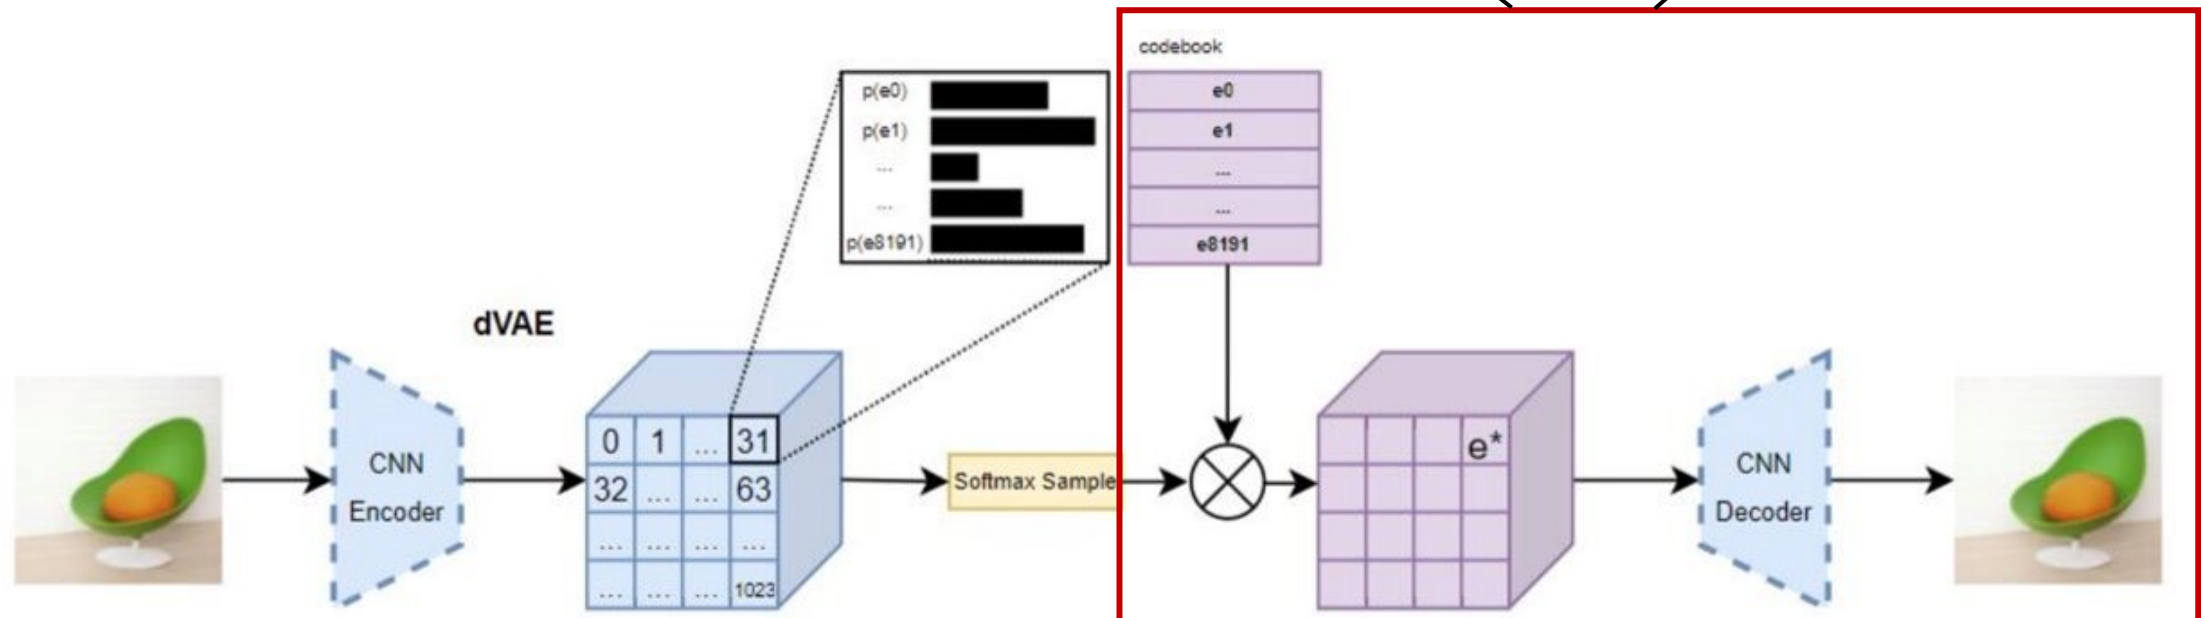 codebook
p(e0)
p(e1)
...
...
p(e8191)
e0
e1
...
...
e8191
dVAE
CNN
Encoder
0 1 ... 31
32 ... ... 63
... ... ... ...
... ... ... 1023
Softmax Sample
e*
CNN
Decoder